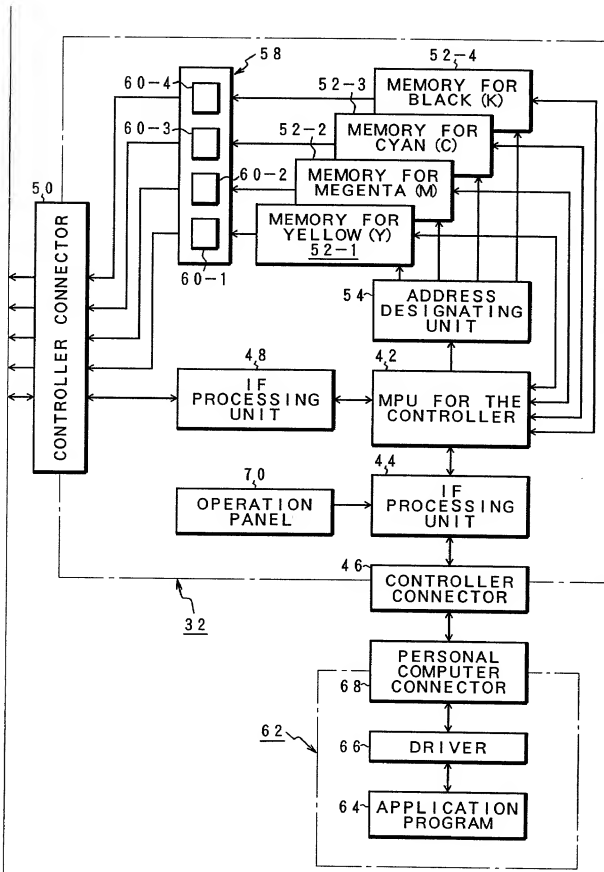 58
52-4
60-4
MEMORY FOR
BLACK (K)
52-3
60-3
MEMORY FOR
CYAN (C)
52-2
60-2
MEMORY FOR
MEGENTA (M)
50
MEMORY FOR
YELLOW (Y)
52-1
60-1
CONTROLLER CONNECTOR
54
ADDRESS
DESIGNATING
UNIT
48
IF
PROCESSING
UNIT
42
MPU FOR THE
CONTROLLER
70
OPERATION
PANEL
44
IF
PROCESSING
UNIT
46
CONTROLLER
CONNECTOR
32
PERSONAL
COMPUTER
CONNECTOR
68
62
66
DRIVER
64
APPLICATION
PROGRAM